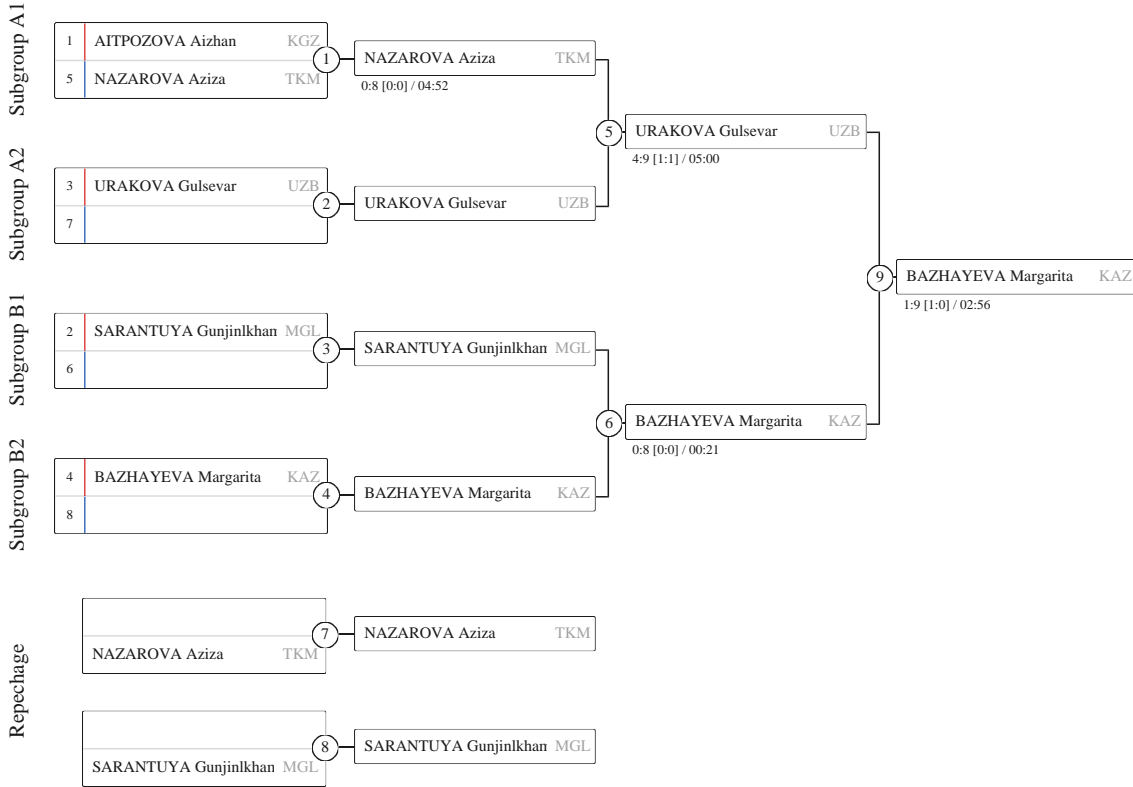 Subgroup A1
1 AITPOZOVA Aizhan KGZ
5 NAZAROVA Aziza TKM
1
NAZAROVA Aziza TKM
0:8 [0:0] / 04:52
Subgroup A2
3 URAKOVA Gulsevar UZB
7
2
URAKOVA Gulsevar UZB
5
URAKOVA Gulsevar UZB
4:9 [1:1] / 05:00
Subgroup B1
2 SARANTUYA Gunjinlkhan MGL
6
3
SARANTUYA Gunjinlkhan MGL
Subgroup B2
4 BAZHAYEVA Margarita KAZ
8
4
BAZHAYEVA Margarita KAZ
6
BAZHAYEVA Margarita KAZ
0:8 [0:0] / 00:21
9
BAZHAYEVA Margarita KAZ
1:9 [1:0] / 02:56
Repechage
NAZAROVA Aziza TKM
7
NAZAROVA Aziza TKM
SARANTUYA Gunjinlkhan MGL
8
SARANTUYA Gunjinlkhan MGL